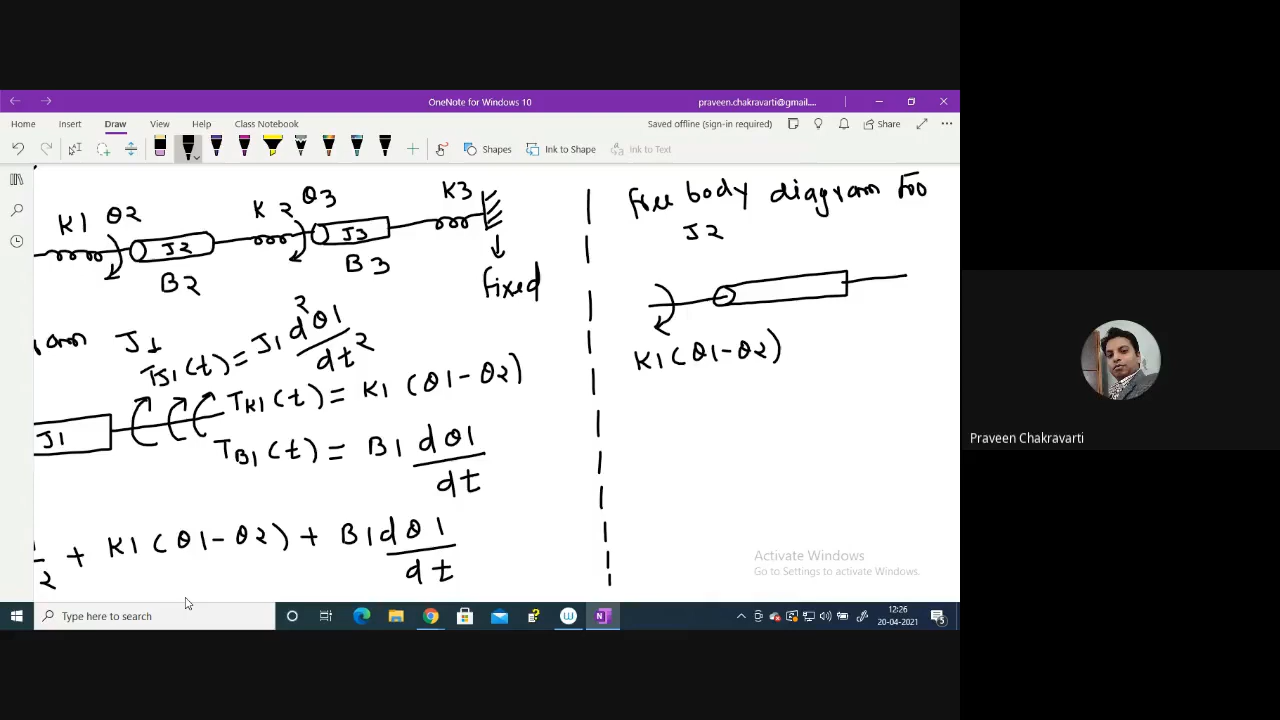 OneNote for Windows 10
praveen.chakravarti@gmail....
Home Insert Draw View Help Class Notebook
Saved offline (sign-in required)
Share
Shapes
Ink to Shape
Ink to Text
K1 θ2 K2 θ3 K3
J2 J3
B2 B3
fixed
J1
TJ1(t) = J1 d²θ1/dt²
TK1(t) = K1(θ1-θ2)
J1
TB1(t) = B1 dθ1/dt
2 + K1(θ1-θ2) + B1 dθ1/dt
free body diagram
J2
K1(θ1-θ2)
Activate Windows
Go to Settings to activate Windows.
Type here to search
12:26
20-04-2021
5
Praveen Chakravarti